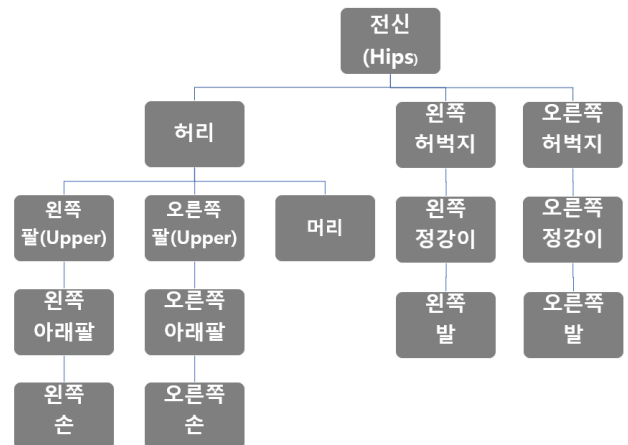 전신
(Hips)
허리
왼쪽
허벅지
오른쪽
허벅지
왼쪽
팔(Upper)
오른쪽
팔(Upper)
머리
왼쪽
정강이
오른쪽
정강이
왼쪽
아래팔
오른쪽
아래팔
왼쪽
발
오른쪽
발
왼쪽
손
오른쪽
손